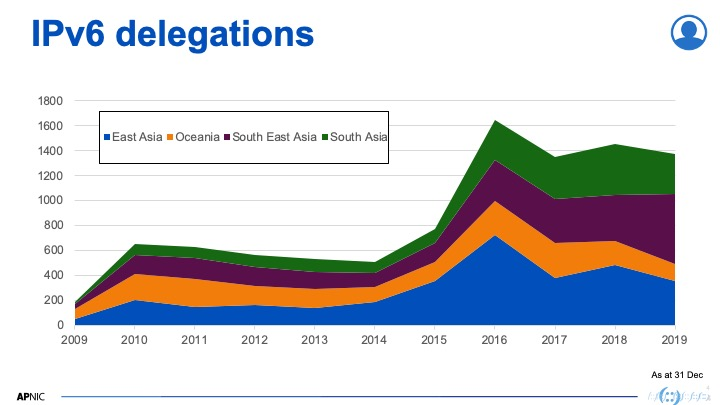 IPv6 delegations
1800
1600
1400
1200
1000
800
600
400
200
0
East Asia Oceania South East Asia South Asia
2009 2010 2011 2012 2013 2014 2015 2016 2017 2018 2019
As at 31 Dec
APNIC
(::)